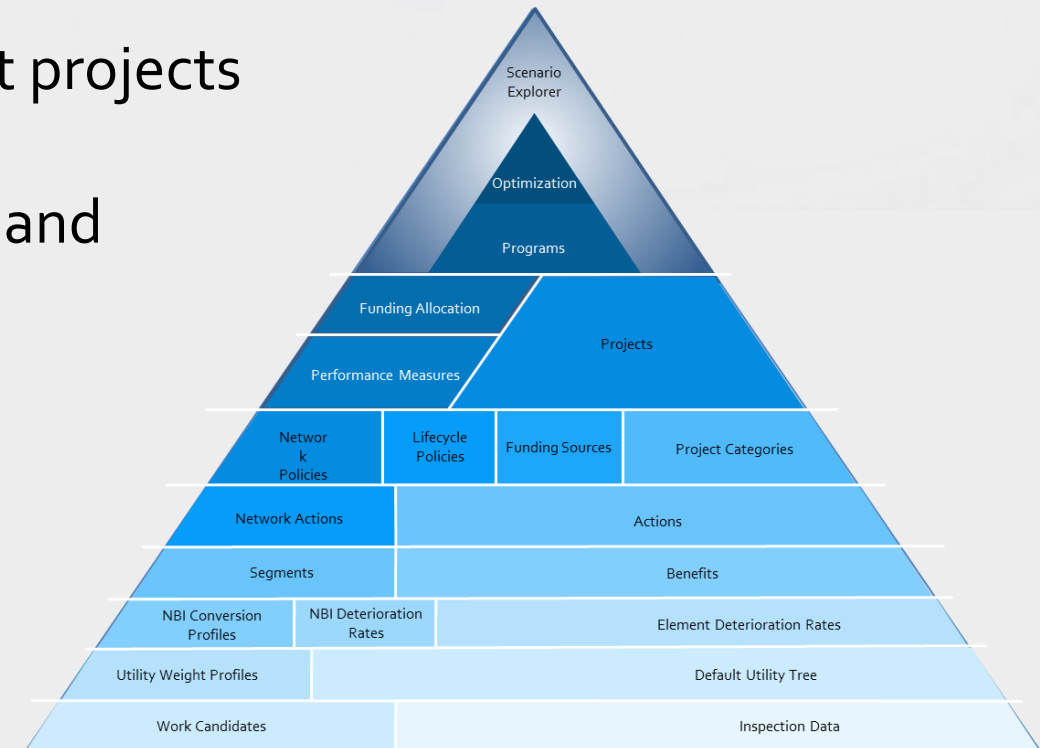 t projects
and
Scenario
Explorer
Optimization
Programs
Funding Allocation
Projects
Performance Measures
Networ
k
Policies
Lifecycle
Policies
Funding Sources
Project Categories
Network Actions
Actions
Segments
Benefits
NBI Conversion
Profiles
NBI Deterioration
Rates
Element Deterioration Rates
Utility Weight Profiles
Default Utility Tree
Work Candidates
Inspection Data